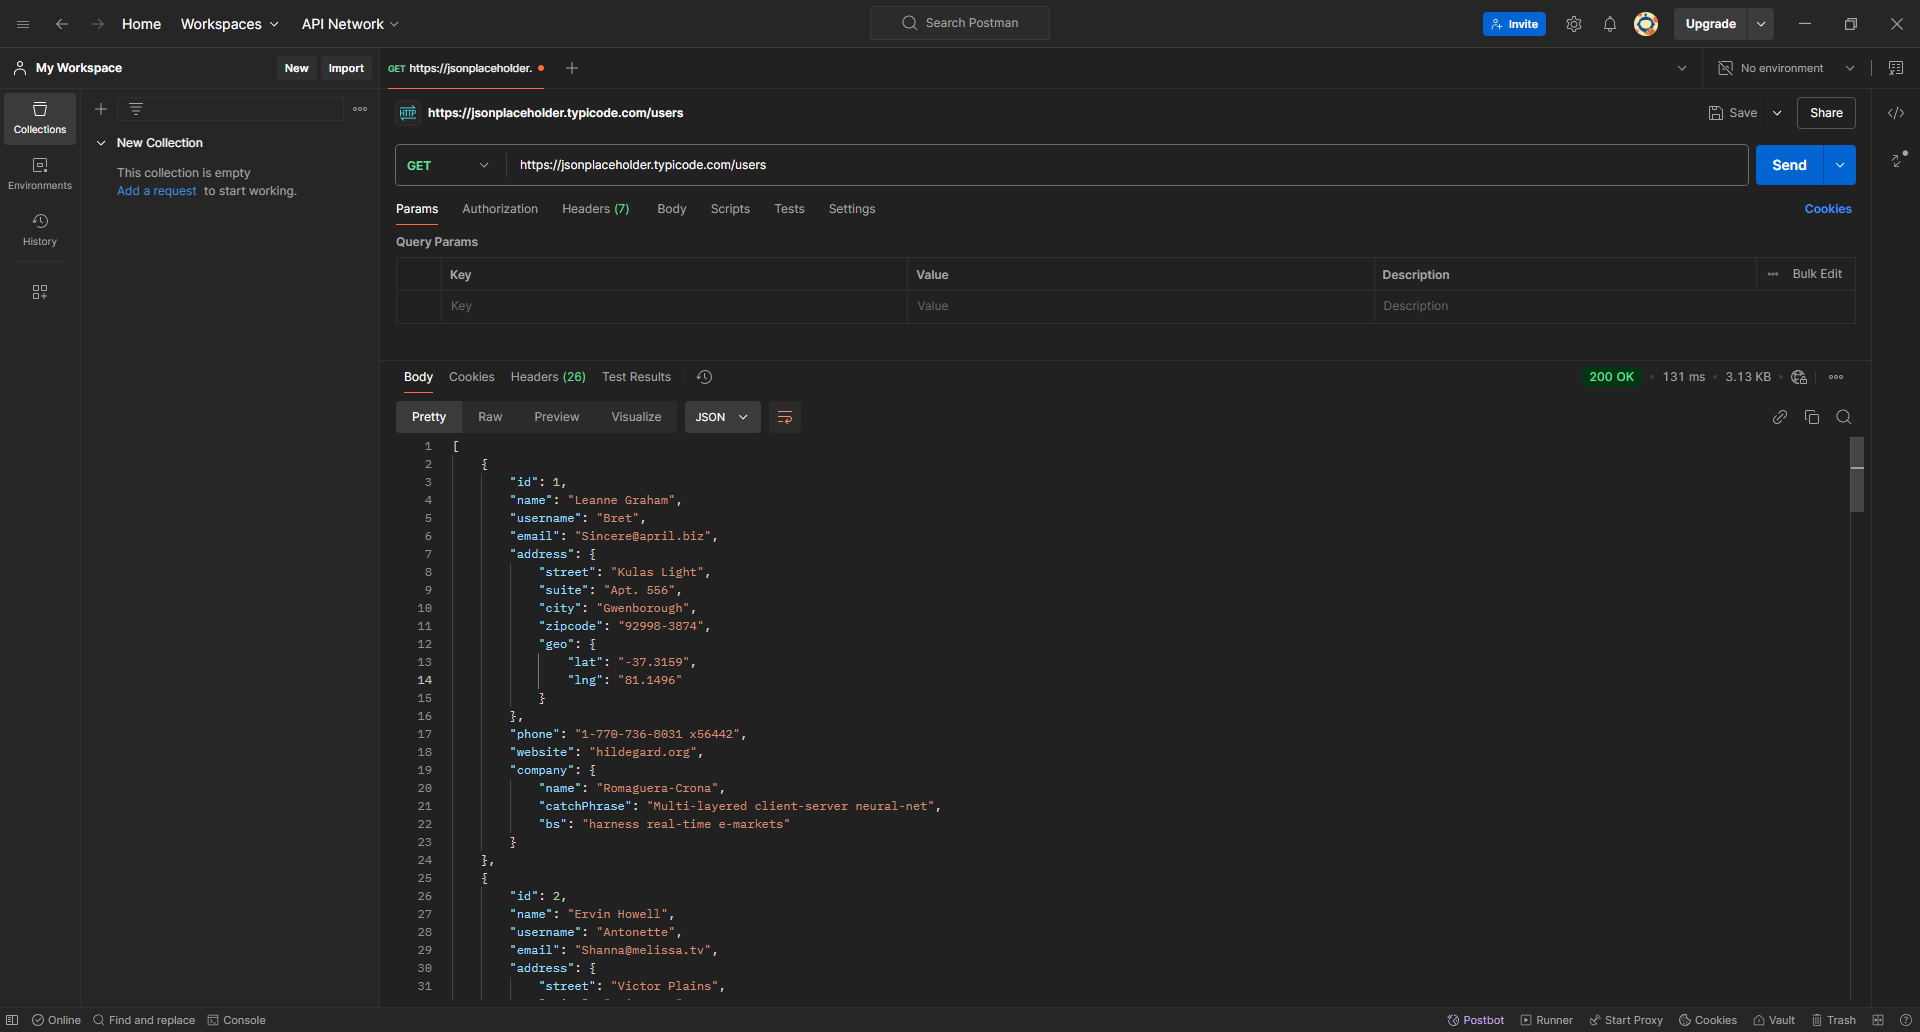 Home Workspaces API Network Search Postman Invite Upgrade
My Workspace New Import GET https://jsonplaceholder. No environment
Collections
Environments
History
New Collection
This collection is empty
Add a request to start working.
HTTP https://jsonplaceholder.typicode.com/users Save Share
GET https://jsonplaceholder.typicode.com/users Send
Params Authorization Headers (7) Body Scripts Tests Settings Cookies
Query Params
Key Value Description Bulk Edit
Key Value Description
Body Cookies Headers (26) Test Results 200 OK 131 ms 3.13 KB
Pretty Raw Preview Visualize JSON
1 [
2 {
3 "id": 1,
4 "name": "Leanne Graham",
5 "username": "Bret",
6 "email": "Sincere@april.biz",
7 "address": {
8 "street": "Kulas Light",
9 "suite": "Apt. 556",
10 "city": "Gwenborough",
11 "zipcode": "92998-3874",
12 "geo": {
13 "lat": "-37.3159",
14 "lng": "81.1496"
15 }
16 },
17 "phone": "1-770-736-8031 x56442",
18 "website": "hildegard.org",
19 "company": {
20 "name": "Romaguera-Crona",
21 "catchPhrase": "Multi-layered client-server neural-net",
22 "bs": "harness real-time e-markets"
23 }
24 },
25 {
26 "id": 2,
27 "name": "Ervin Howell",
28 "username": "Antonette",
29 "email": "Shanna@melissa.tv",
30 "address": {
31 "street": "Victor Plains",
Online Find and replace Console Postbot Runner Start Proxy Cookies Vault Trash